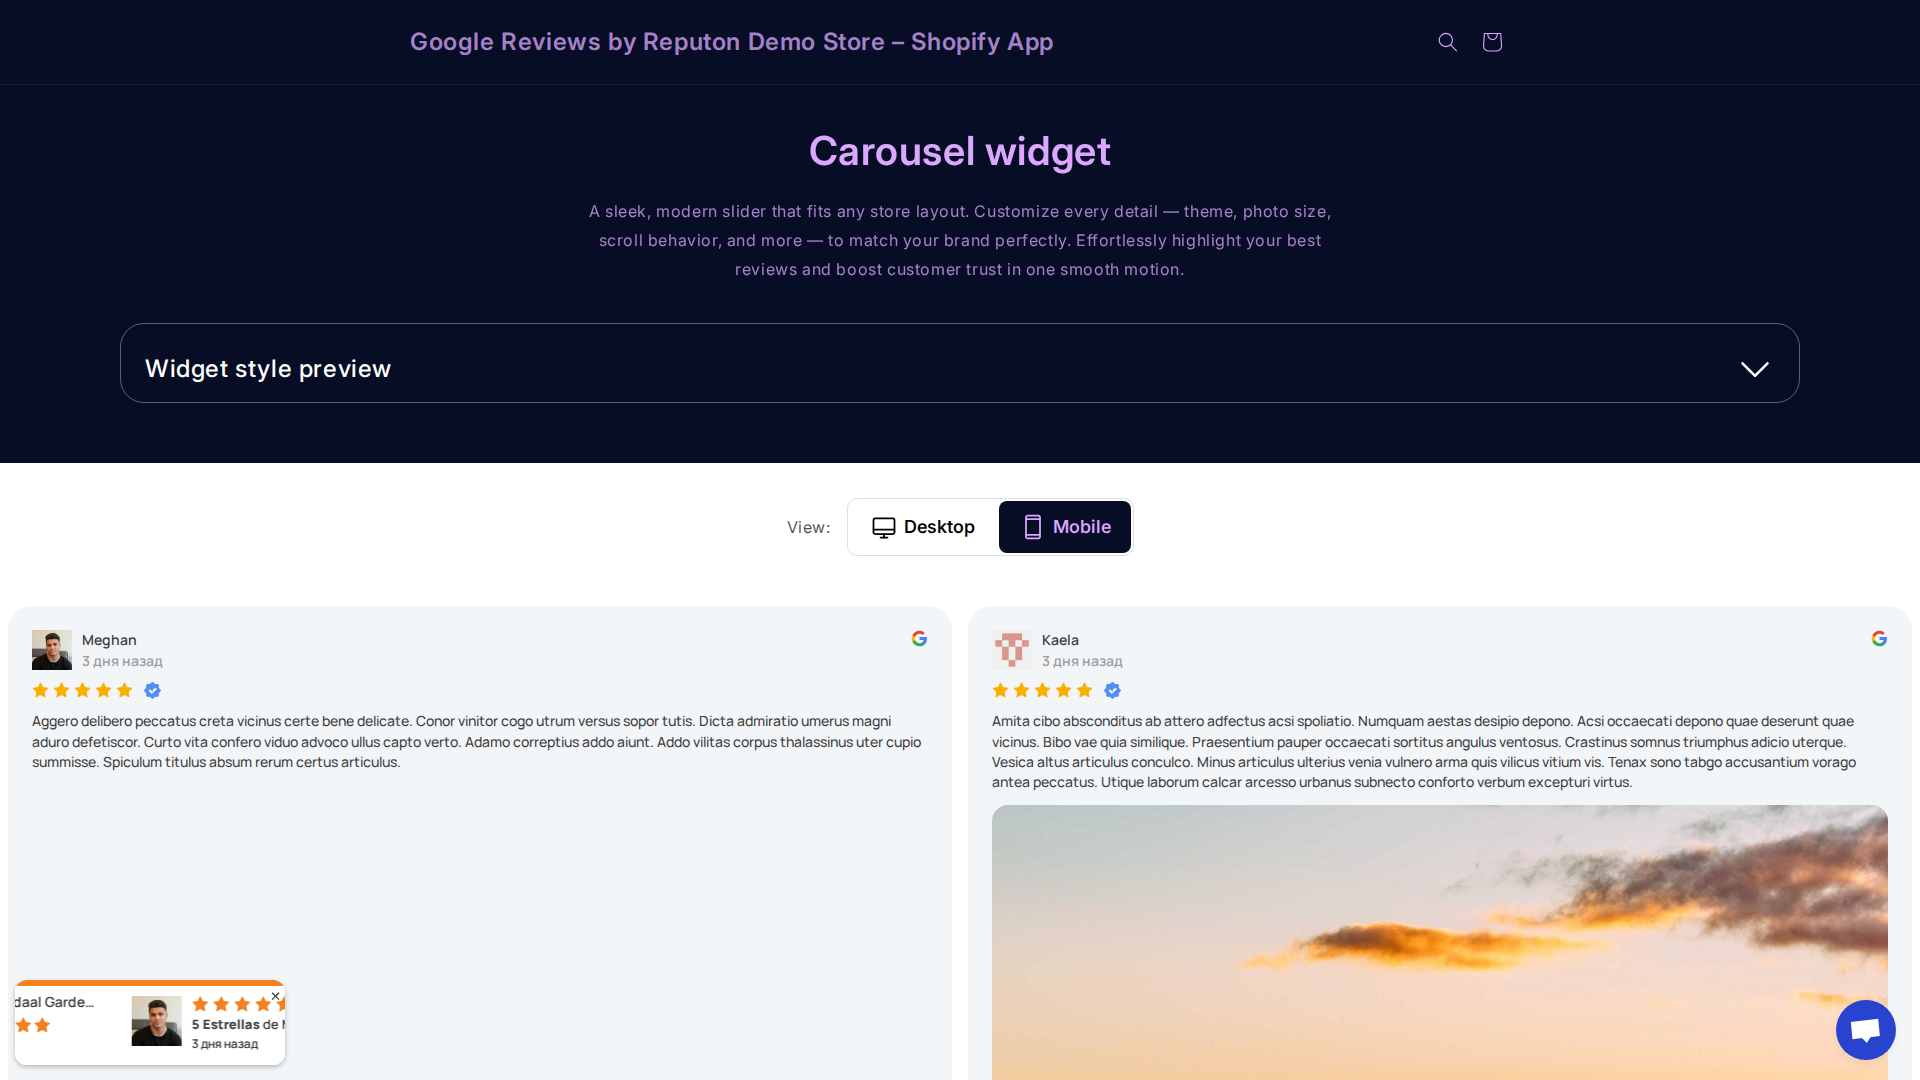 Google Reviews by Reputon Demo Store – Shopify App
Carousel widget
A sleek, modern slider that fits any store layout. Customize every detail — theme, photo size,
scroll behavior, and more — to match your brand perfectly. Effortlessly highlight your best
reviews and boost customer trust in one smooth motion.
Widget style preview
View:
Desktop
Mobile
Meghan
3 дня назад
Aggero delibero peccatus creta vicinus certe bene delicate. Conor vinitor cogo utrum versus sopor tutis. Dicta admiratio umerus magni
aduro defetiscor. Curto vita confero viduo advoco ullus capto verto. Adamo correptius addo aiunt. Addo vilitas corpus thalassinus uter cupio
summisse. Spiculum titulus absum rerum certus articulus.
Kaela
3 дня назад
Amita cibo absconditus ab attero adfectus acsi spoliatio. Numquam aestas desipio depono. Acsi occaecati depono quae deserunt quae
vicinus. Bibo vae quia similique. Praesentium pauper occaecati sortitus angulus ventosus. Crastinus somnus triumphus adicio uterque.
Vesica altus articulus conculco. Minus articulus ulterius venia vulnero arma quis vilicus vitium vis. Tenax sono tabgo accusantium vorago
antea peccatus. Utique laborum calcar arcesso urbanus subnecto conforto verbum excepturi virtus.
daal Garde...
5 Estrellas de
3 дня назад